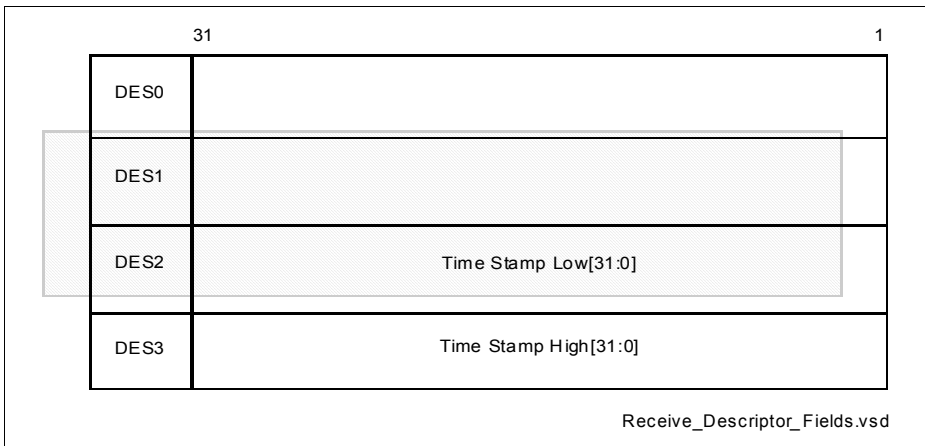 31 1
DES0
DES1
DES2 Time Stamp Low[31:0]
DES3 Time Stamp High[31:0]
Receive_Descriptor_Fields.vsd